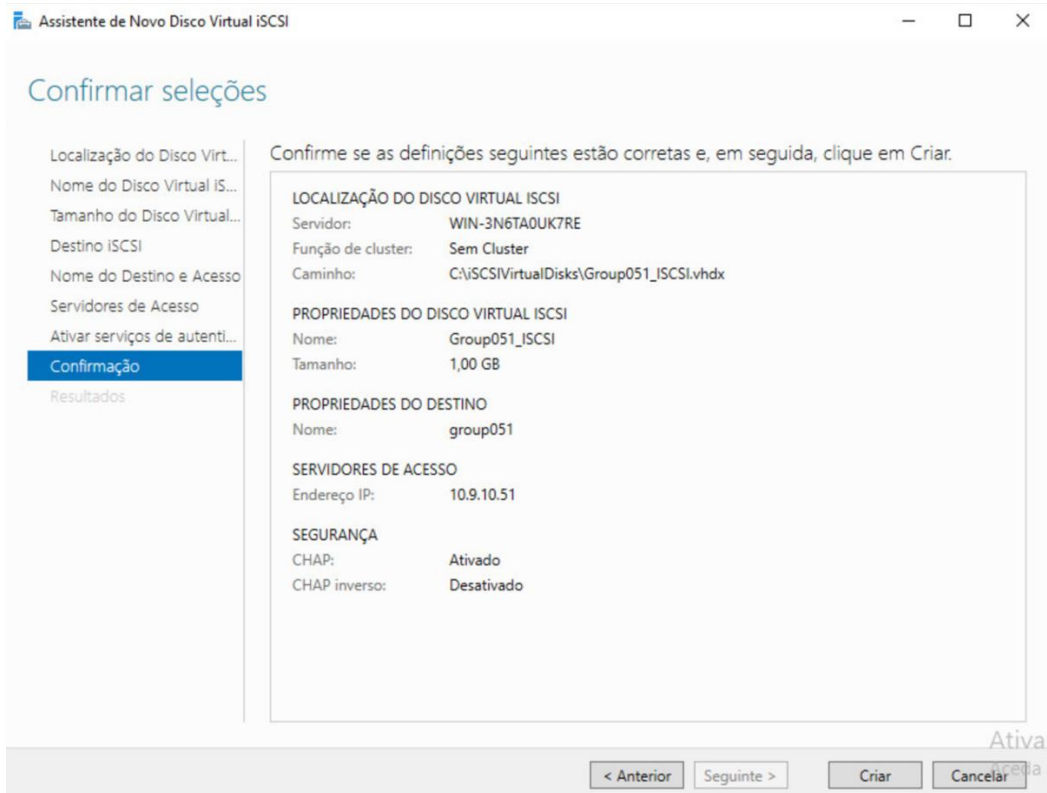 Assistente de Novo Disco Virtual iSCSI
Confirmar seleções
Localização do Disco Virt...
Nome do Disco Virtual iS...
Tamanho do Disco Virtual...
Destino iSCSI
Nome do Destino e Acesso
Servidores de Acesso
Ativar serviços de autenti...
Confirmação
Resultados
Confirme se as definições seguintes estão corretas e, em seguida, clique em Criar.
LOCALIZAÇÃO DO DISCO VIRTUAL ISCSI
Servidor: WIN-3N6TA0UK7RE
Função de cluster: Sem Cluster
Caminho: C:\iSCSIVirtualDisks\Group051_ISCSI.vhdx
PROPRIEDADES DO DISCO VIRTUAL ISCSI
Nome: Group051_ISCSI
Tamanho: 1,00 GB
PROPRIEDADES DO DESTINO
Nome: group051
SERVIDORES DE ACESSO
Endereço IP: 10.9.10.51
SEGURANÇA
CHAP: Ativado
CHAP inverso: Desativado
Ativa
Aceda
< Anterior Seguinte > Criar Cancelar